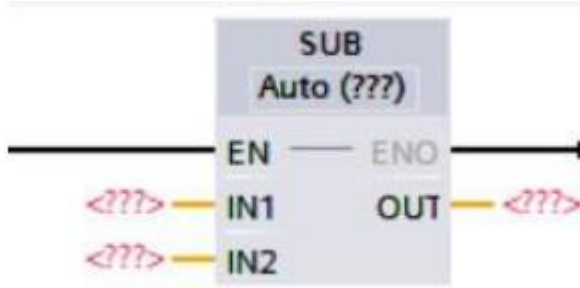 SUB
Auto (???)
EN ENO
<???> IN1 OUT <???>
<???> IN2